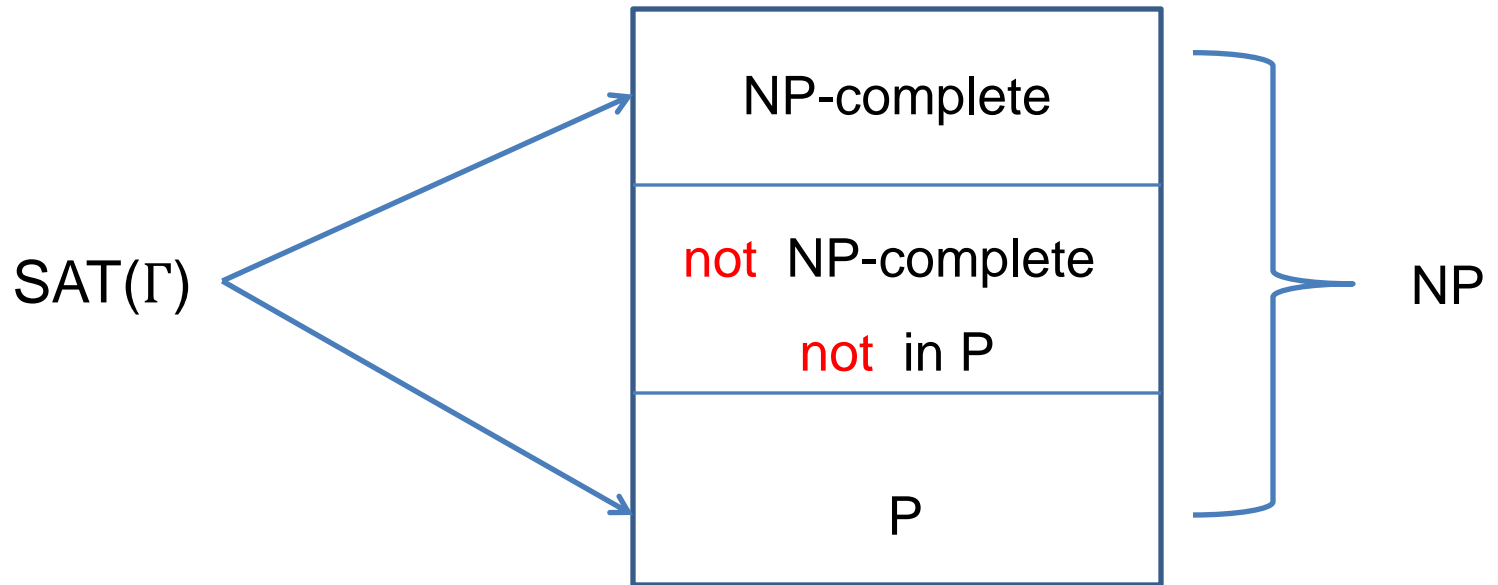 NP-complete
not NP-complete
SAT(Γ)
NP
not in P
P